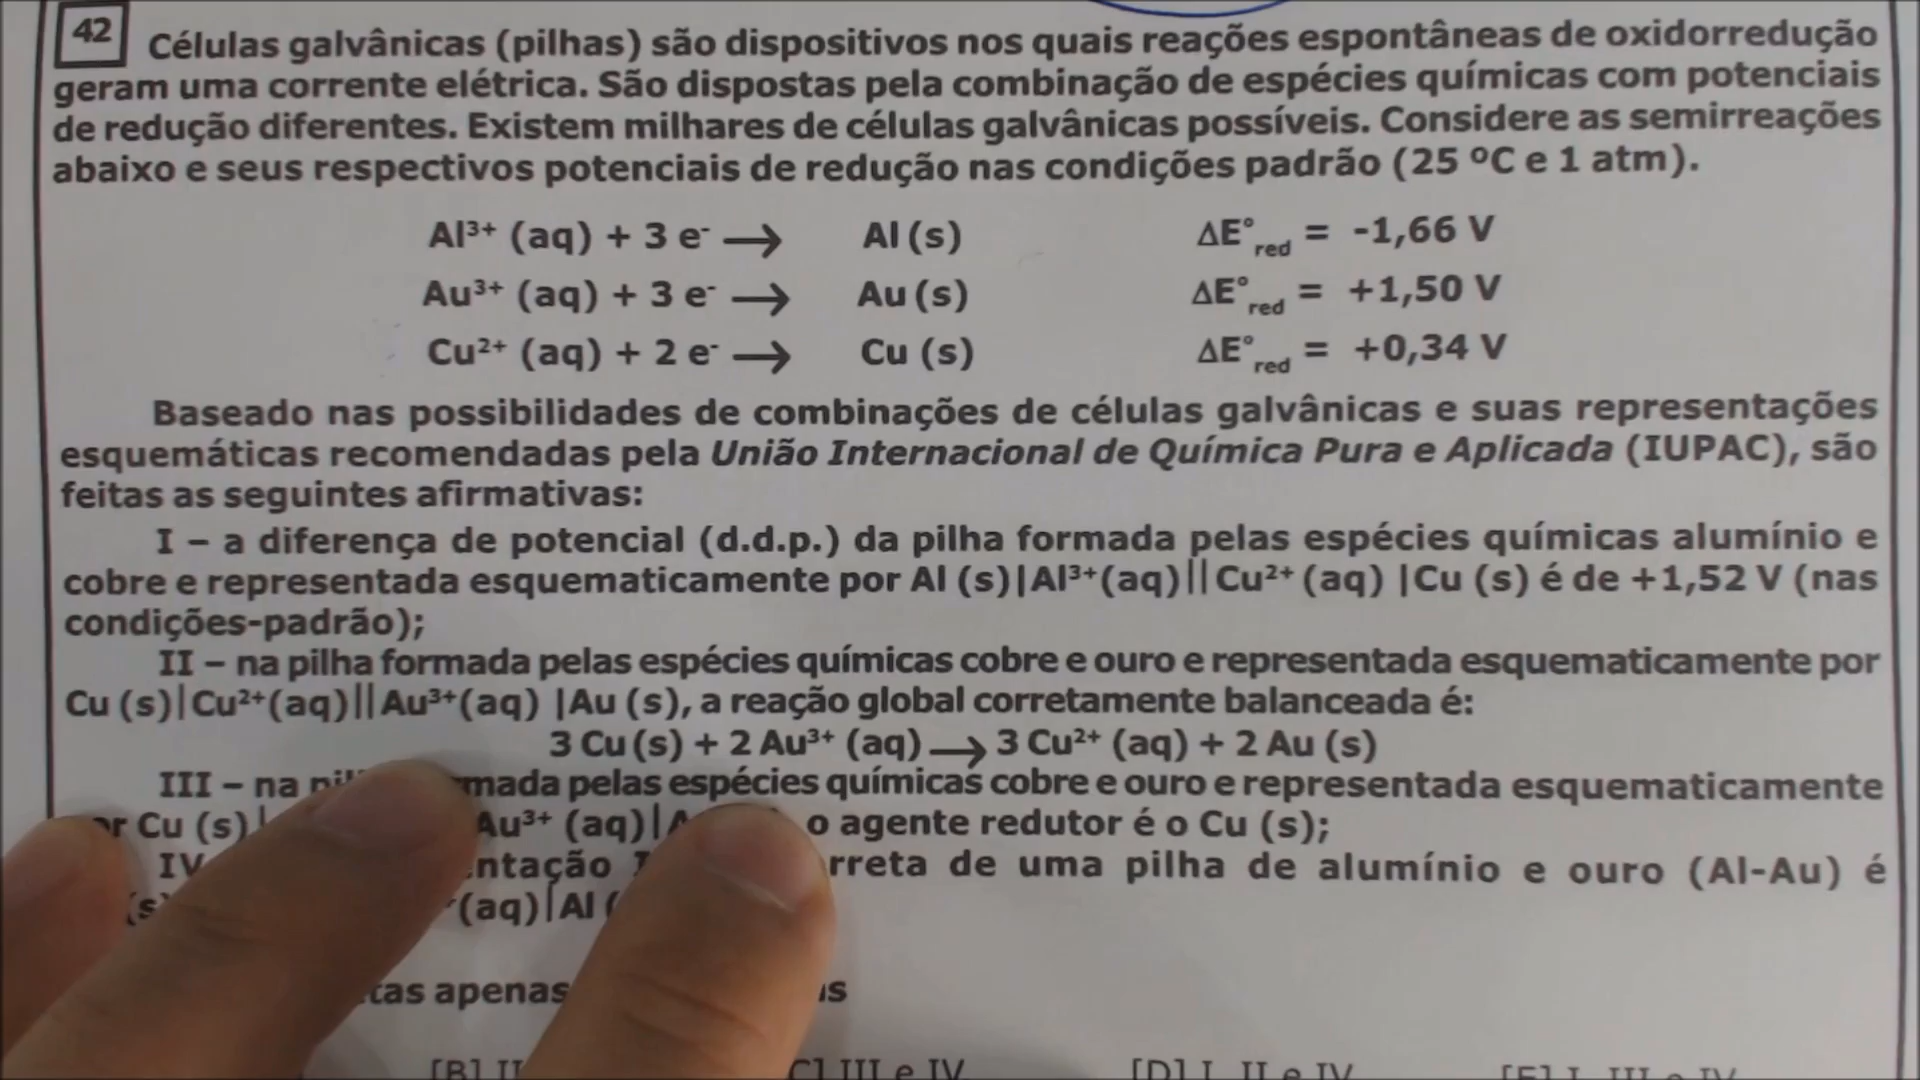 42 Células galvânicas (pilhas) são dispositivos nos quais reações espontâneas de oxidorredução
geram uma corrente elétrica. São dispostas pela combinação de espécies químicas com potenciais
de redução diferentes. Existem milhares de células galvânicas possíveis. Considere as semirreações
abaixo e seus respectivos potenciais de redução nas condições padrão (25 ºC e 1 atm).
Al³⁺ (aq) + 3 e⁻ → Al (s) ΔE°red = -1,66 V
Au³⁺ (aq) + 3 e⁻ → Au (s) ΔE°red = +1,50 V
Cu²⁺ (aq) + 2 e⁻ → Cu (s) ΔE°red = +0,34 V
Baseado nas possibilidades de combinações de células galvânicas e suas representações
esquemáticas recomendadas pela União Internacional de Química Pura e Aplicada (IUPAC), são
feitas as seguintes afirmativas:
I – a diferença de potencial (d.d.p.) da pilha formada pelas espécies químicas alumínio e
cobre e representada esquematicamente por Al (s)|Al³⁺(aq)||Cu²⁺ (aq) |Cu (s) é de +1,52 V (nas
condições-padrão);
II – na pilha formada pelas espécies químicas cobre e ouro e representada esquematicamente por
Cu (s)|Cu²⁺(aq)||Au³⁺(aq) |Au (s), a reação global corretamente balanceada é:
3 Cu (s) + 2 Au³⁺ (aq) → 3 Cu²⁺ (aq) + 2 Au (s)
III – na pelas espécies químicas cobre e ouro e representada esquematicamente
Cu (s)| Au³⁺ (aq)| o agente redutor é o Cu (s);
IV de uma pilha de alumínio e ouro (Al-Au) é
(aq)|Al
apenas
[B] II C] III e IV [D] I, II e IV [E] I, III e IV